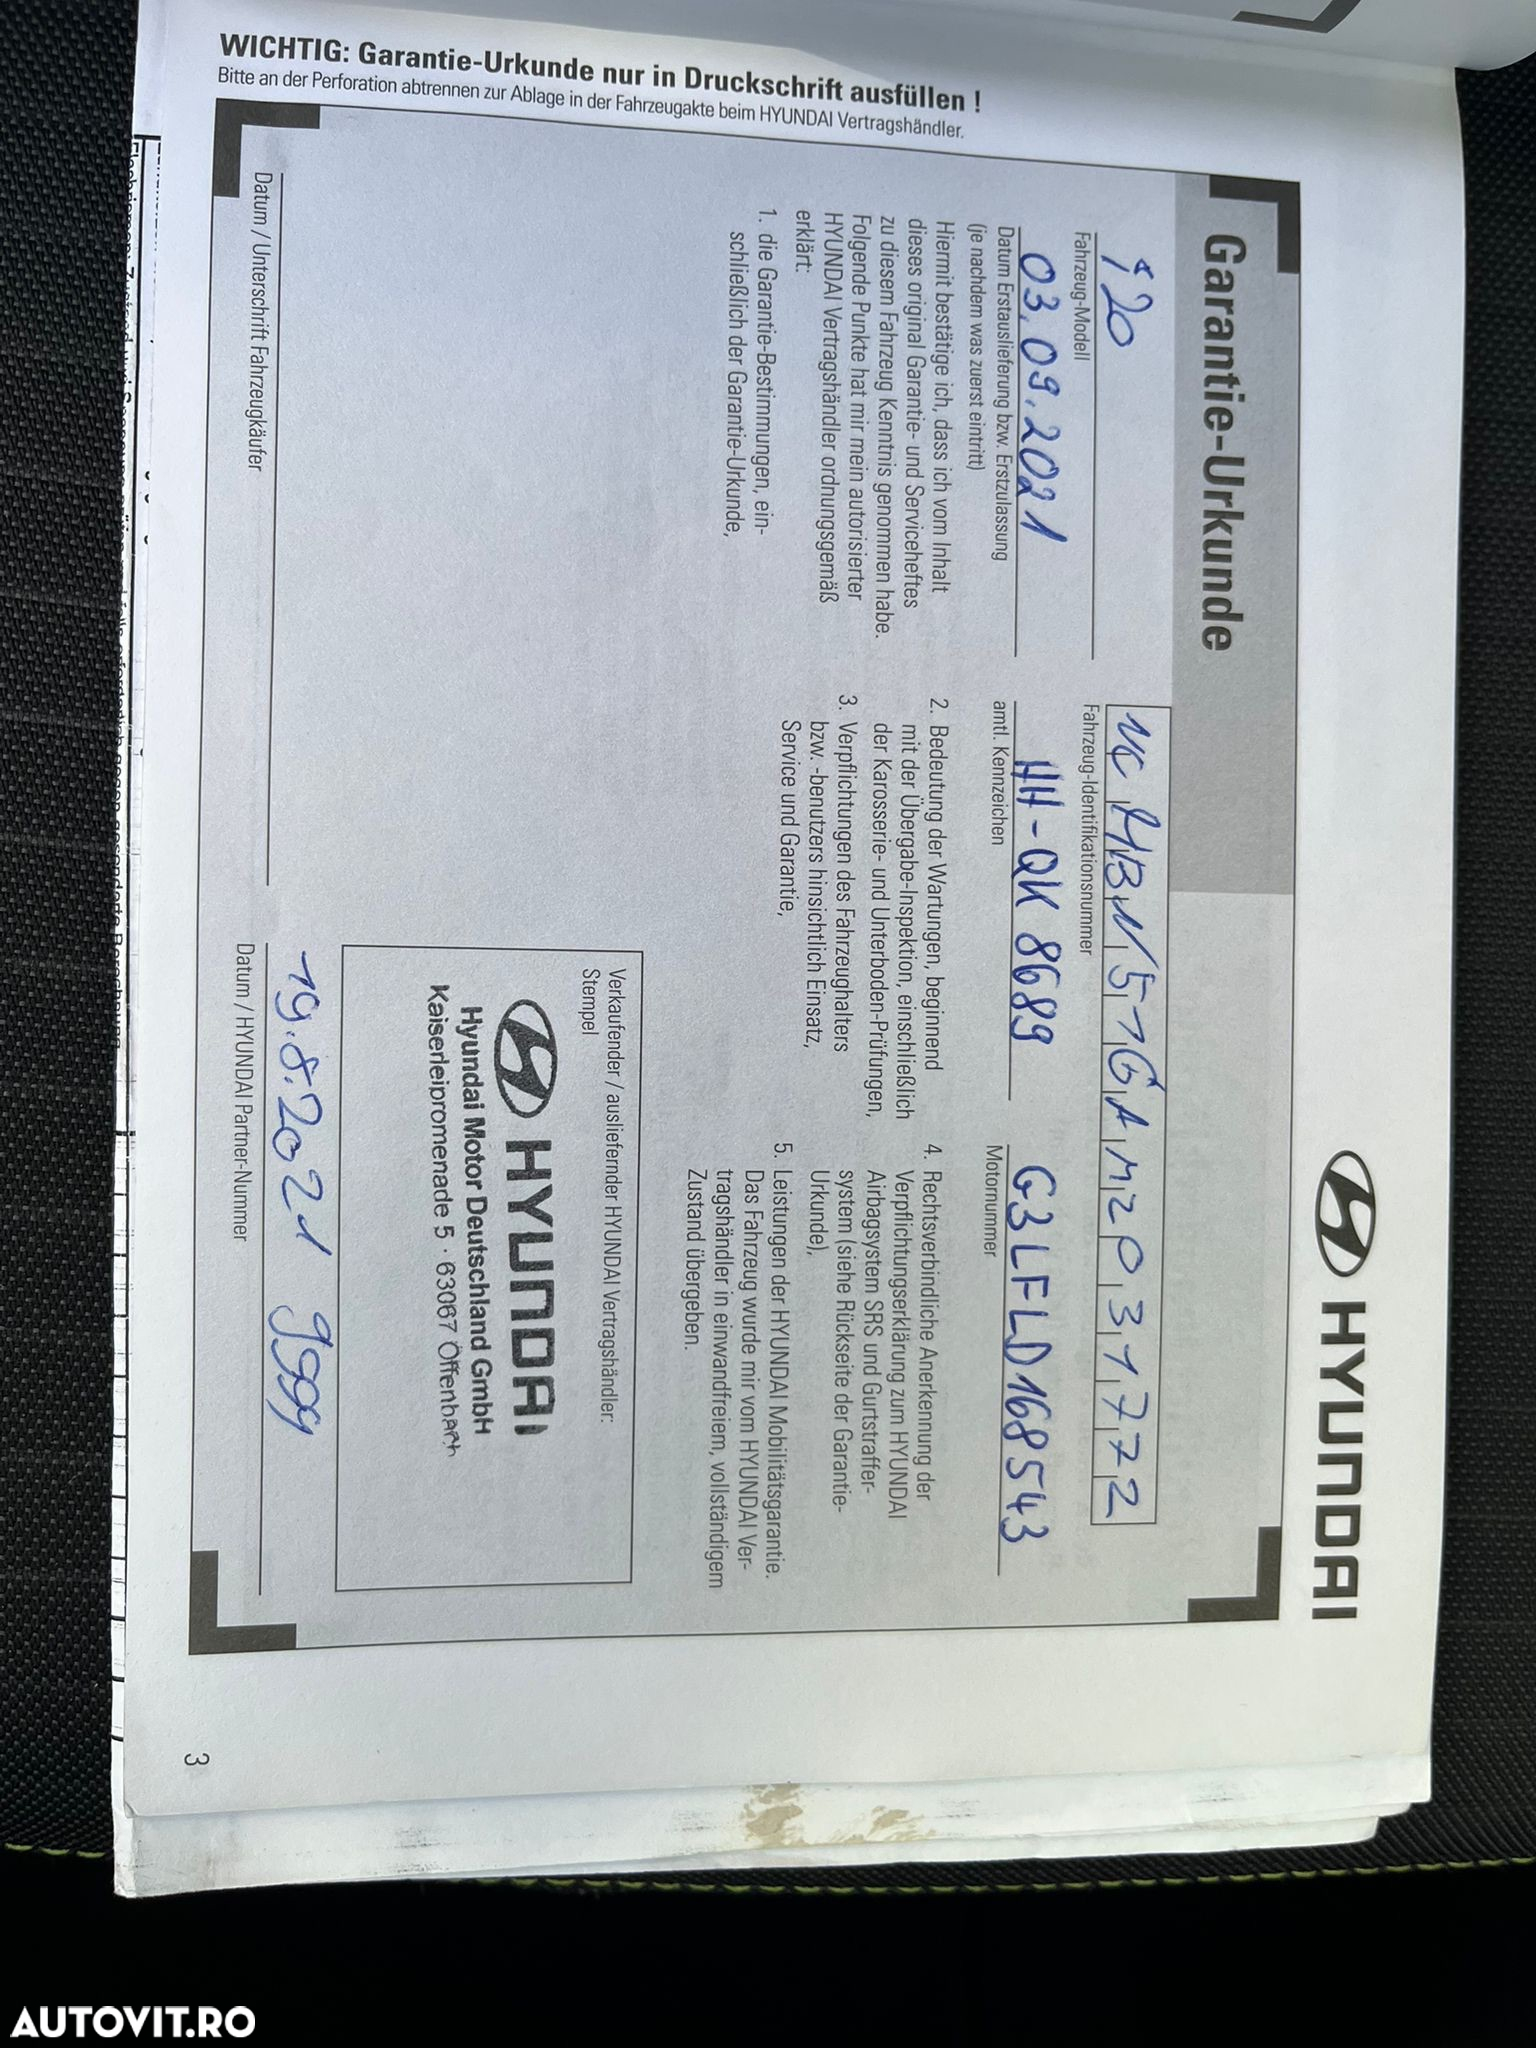 WICHTIG: Garantie-Urkunde nur in Druckschrift ausfüllen !
Bitte an der Perforation abtrennen zur Ablage in der Fahrzeugakte beim HYUNDAI Vertragshändler.
HYUNDAI
Garantie-Urkunde
i20
Fahrzeug-Modell
Fahrzeug-Identifikationsnummer
03.09.2021
Datum Erstauslieferung bzw. Erstzulassung
(je nachdem was zuerst eintritt)
HH-QK 8689
amtl. Kennzeichen
G3LFLD168543
Motornummer
Hiermit bestätige ich, dass ich vom Inhalt
dieses original Garantie- und Serviceheftes
zu diesem Fahrzeug Kenntnis genommen habe.
Folgende Punkte hat mir mein autorisierter
HYUNDAI Vertragshändler ordnungsgemäß
erklärt:
1. die Garantie-Bestimmungen, ein-
schließlich der Garantie-Urkunde,
2. Bedeutung der Wartungen, beginnend
mit der Übergabe-Inspektion, einschließlich
der Karosserie- und Unterboden-Prüfungen,
3. Verpflichtungen des Fahrzeughalters
bzw. -benutzers hinsichtlich Einsatz,
Service und Garantie,
4. Rechtsverbindliche Anerkennung der
Verpflichtungserklärung zum HYUNDAI
Airbagsystem SRS und Gurtstraffer-
system (siehe Rückseite der Garantie-
Urkunde),
5. Leistungen der HYUNDAI Mobilitätsgarantie.
Das Fahrzeug wurde mir vom HYUNDAI Ver-
tragshändler in einwandfreiem, vollständigem
Zustand übergeben.
Verkaufender / ausliefernder HYUNDAI Vertragshändler:
Stempel
HYUNDAI
Hyundai Motor Deutschland GmbH
Kaiserleipromenade 5 · 63067 Offenbach
19.8.2021 9999
Datum / Unterschrift Fahrzeugkäufer
Datum / HYUNDAI Partner-Nummer
3
AUTOVIT.RO